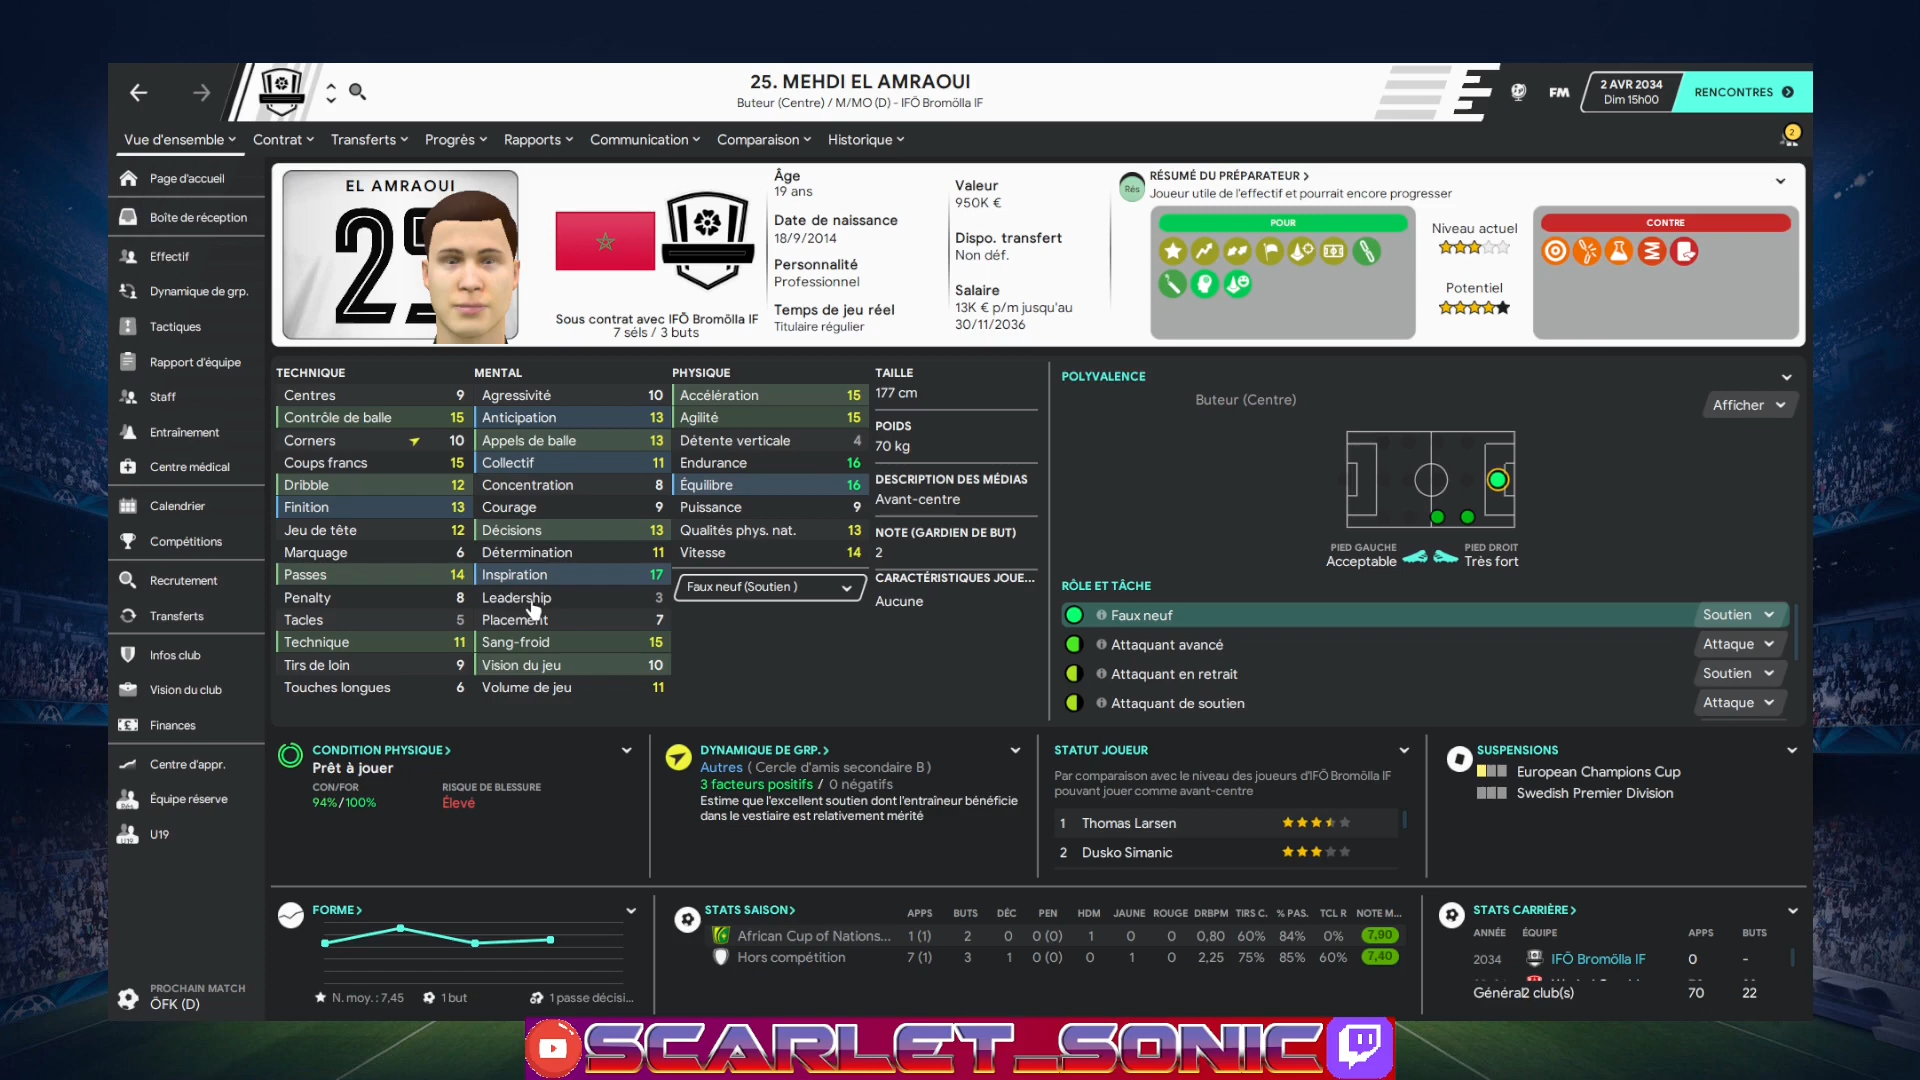 25. MEHDI EL AMRAOUI
Buteur (Centre) / M/MO (D) - IFÖ Bromölla IF
FM
2 AVR 2034
Dim 15h00
RENCONTRES
Vue d'ensemble
Contrat
Transferts
Progrès
Rapports
Communication
Comparaison
Historique
2
Page d'accueil
Boîte de réception
Effectif
Dynamique de grp.
Tactiques
Rapport d'équipe
Staff
Entraînement
Centre médical
Calendrier
Compétitions
Recrutement
Transferts
Infos club
Vision du club
Finances
Centre d'appr.
Équipe réserve
U19
PROCHAIN MATCH
ÖFK (D)
EL AMRAOUI
Sous contrat avec IFÖ Bromölla IF
7 séls / 3 buts
Âge
19 ans
Date de naissance
18/9/2014
Personnalité
Professionnel
Temps de jeu réel
Titulaire régulier
Valeur
950K €
Dispo. transfert
Non déf.
Salaire
13K € p/m jusqu'au
30/11/2036
Rés
RÉSUMÉ DU PRÉPARATEUR
Joueur utile de l'effectif et pourrait encore progresser
POUR
Niveau actuel
Potentiel
CONTRE
TECHNIQUE
Centres 9
Contrôle de balle 15
Corners 10
Coups francs 15
Dribble 12
Finition 13
Jeu de tête 12
Marquage 6
Passes 14
Penalty 8
Tacles 5
Technique 11
Tirs de loin 9
Touches longues 6
MENTAL
Agressivité 10
Anticipation 13
Appels de balle 13
Collectif 11
Concentration 8
Courage 9
Décisions 13
Détermination 11
Inspiration 17
Leadership 3
Placement 7
Sang-froid 15
Vision du jeu 10
Volume de jeu 11
PHYSIQUE
Accélération 15
Agilité 15
Détente verticale 4
Endurance 16
Équilibre 16
Puissance 9
Qualités phys. nat. 13
Vitesse 14
Faux neuf (Soutien )
TAILLE
177 cm
POIDS
70 kg
DESCRIPTION DES MÉDIAS
Avant-centre
NOTE (GARDIEN DE BUT)
2
CARACTÉRISTIQUES JOUE...
Aucune
POLYVALENCE
Buteur (Centre)
Afficher
PIED GAUCHE
Acceptable
PIED DROIT
Très fort
RÔLE ET TÂCHE
Faux neuf Soutien
Attaquant avancé Attaque
Attaquant en retrait Soutien
Attaquant de soutien Attaque
CONDITION PHYSIQUE
Prêt à jouer
CON/FOR
94%/100%
RISQUE DE BLESSURE
Élevé
DYNAMIQUE DE GRP.
Autres ( Cercle d'amis secondaire B )
3 facteurs positifs / 0 négatifs
Estime que l'excellent soutien dont l'entraîneur bénéficie
dans le vestiaire est relativement mérité
STATUT JOUEUR
Par comparaison avec le niveau des joueurs d'IFÖ Bromölla IF
pouvant jouer comme avant-centre
1 Thomas Larsen
2 Dusko Simanic
SUSPENSIONS
European Champions Cup
Swedish Premier Division
FORME
N. moy. : 7,45
1 but
1 passe décisi...
STATS SAISON
APPS BUTS DÉC PEN HDM JAUNE ROUGE DRBPM TIRS C. % PAS. TCL R NOTE M...
African Cup of Nations... 1 (1) 2 0 0 (0) 1 0 0 0,80 60% 84% 0% 7,90
Hors compétition 7 (1) 3 1 0 (0) 0 1 0 2,25 75% 85% 60% 7,40
STATS CARRIÈRE
ANNÉE ÉQUIPE APPS BUTS
2034 IFÖ Bromölla IF 0 -
Général 2 club(s) 70 22
SCARLET_SONIC